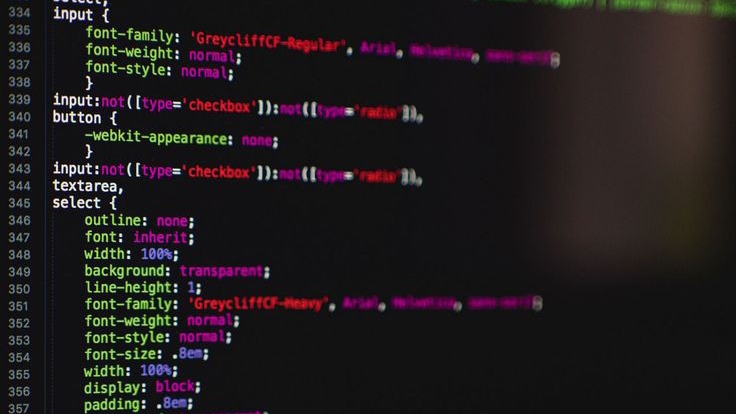 select,
334 input {
335 font-family: 'GreycliffCF-Regular', Arial, Helvetica, sans-serif;
336 font-weight: normal;
337 font-style: normal;
338 }
339 input:not([type='checkbox']):not([type='radio']),
340 button {
341 -webkit-appearance: none;
342 }
343 input:not([type='checkbox']):not([type='radio']),
344 textarea,
345 select {
346 outline: none;
347 font: inherit;
348 width: 100%;
349 background: transparent;
350 line-height: 1;
351 font-family: 'GreycliffCF-Heavy', Arial, Helvetica, sans-serif;
352 font-weight: normal;
353 font-style: normal;
354 font-size: .8em;
355 width: 100%;
356 display: block;
357 padding: .8em;